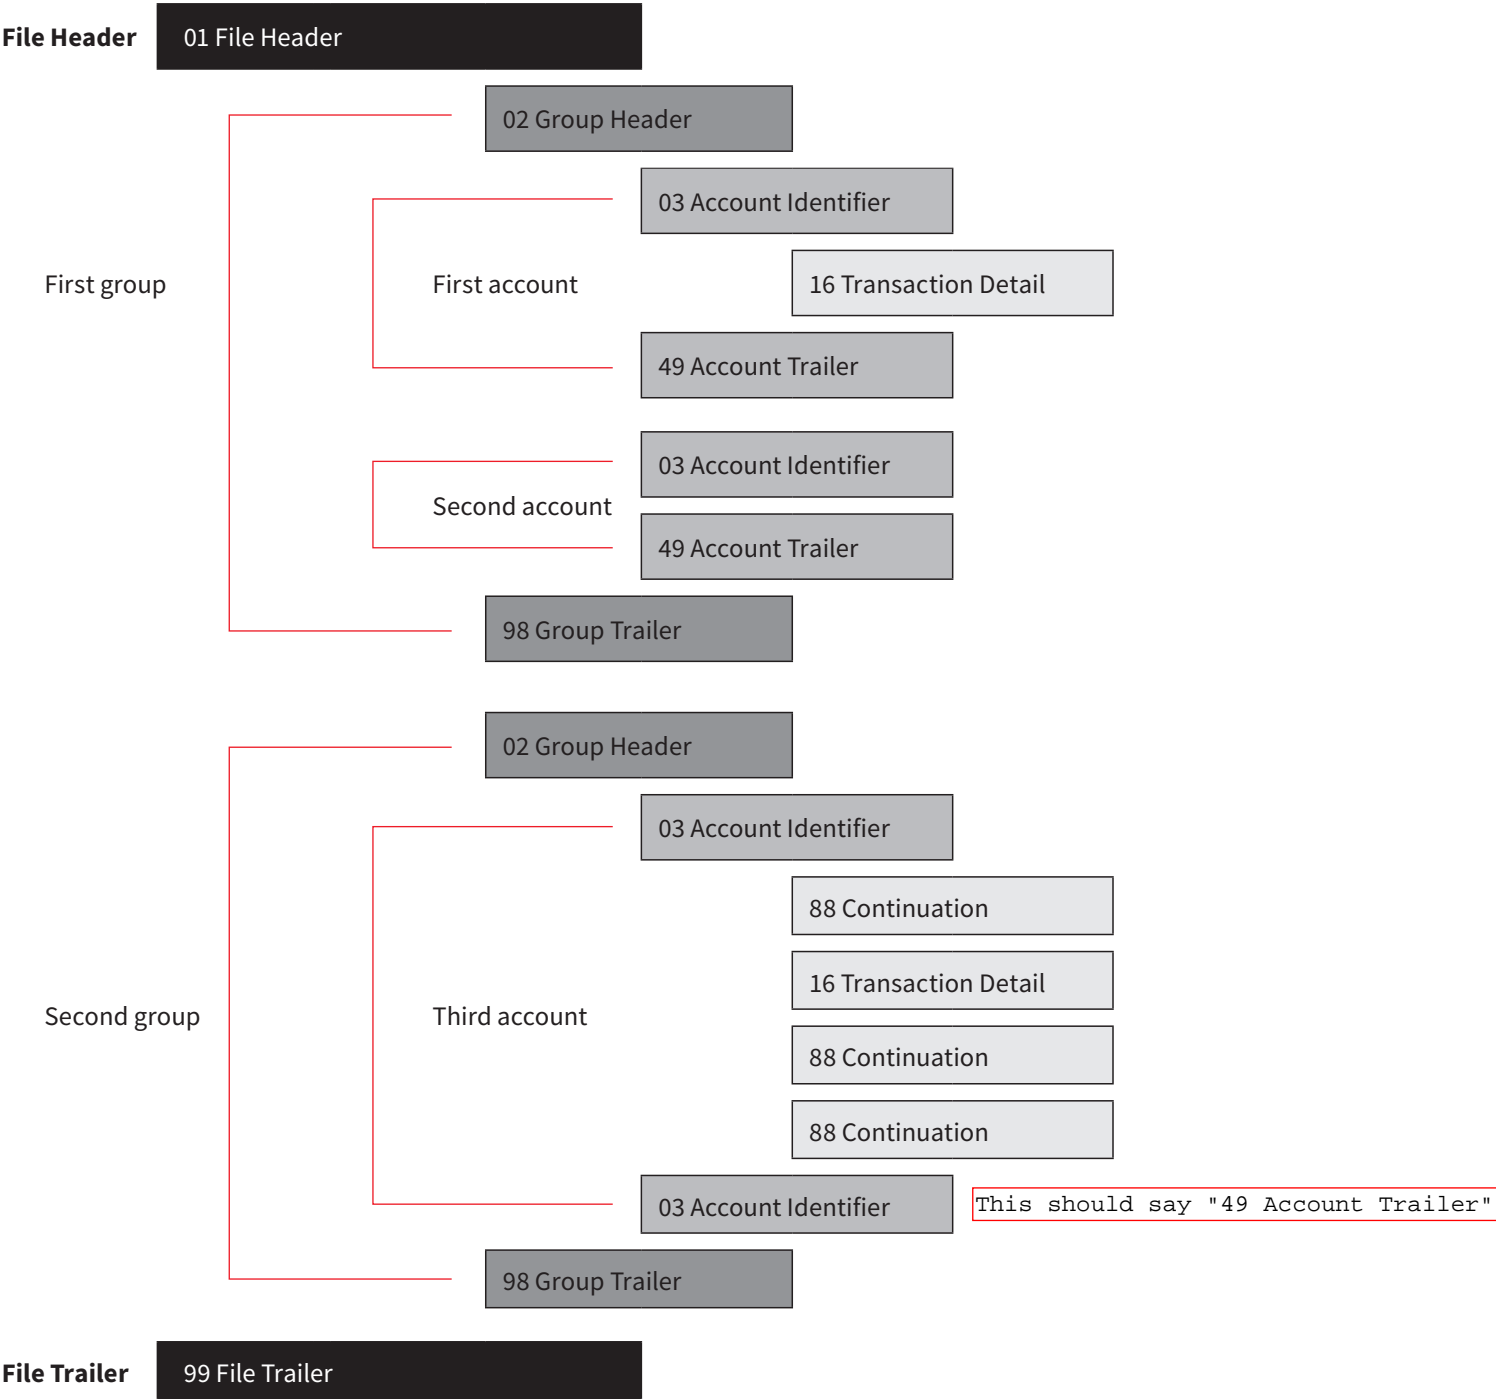 File Header
01 File Header
02 Group Header
03 Account Identifier
First group
First account
16 Transaction Detail
49 Account Trailer
03 Account Identifier
Second account
49 Account Trailer
98 Group Trailer
02 Group Header
03 Account Identifier
88 Continuation
16 Transaction Detail
Second group
Third account
88 Continuation
88 Continuation
03 Account Identifier
This should say "49 Account Trailer"
98 Group Trailer
File Trailer
99 File Trailer